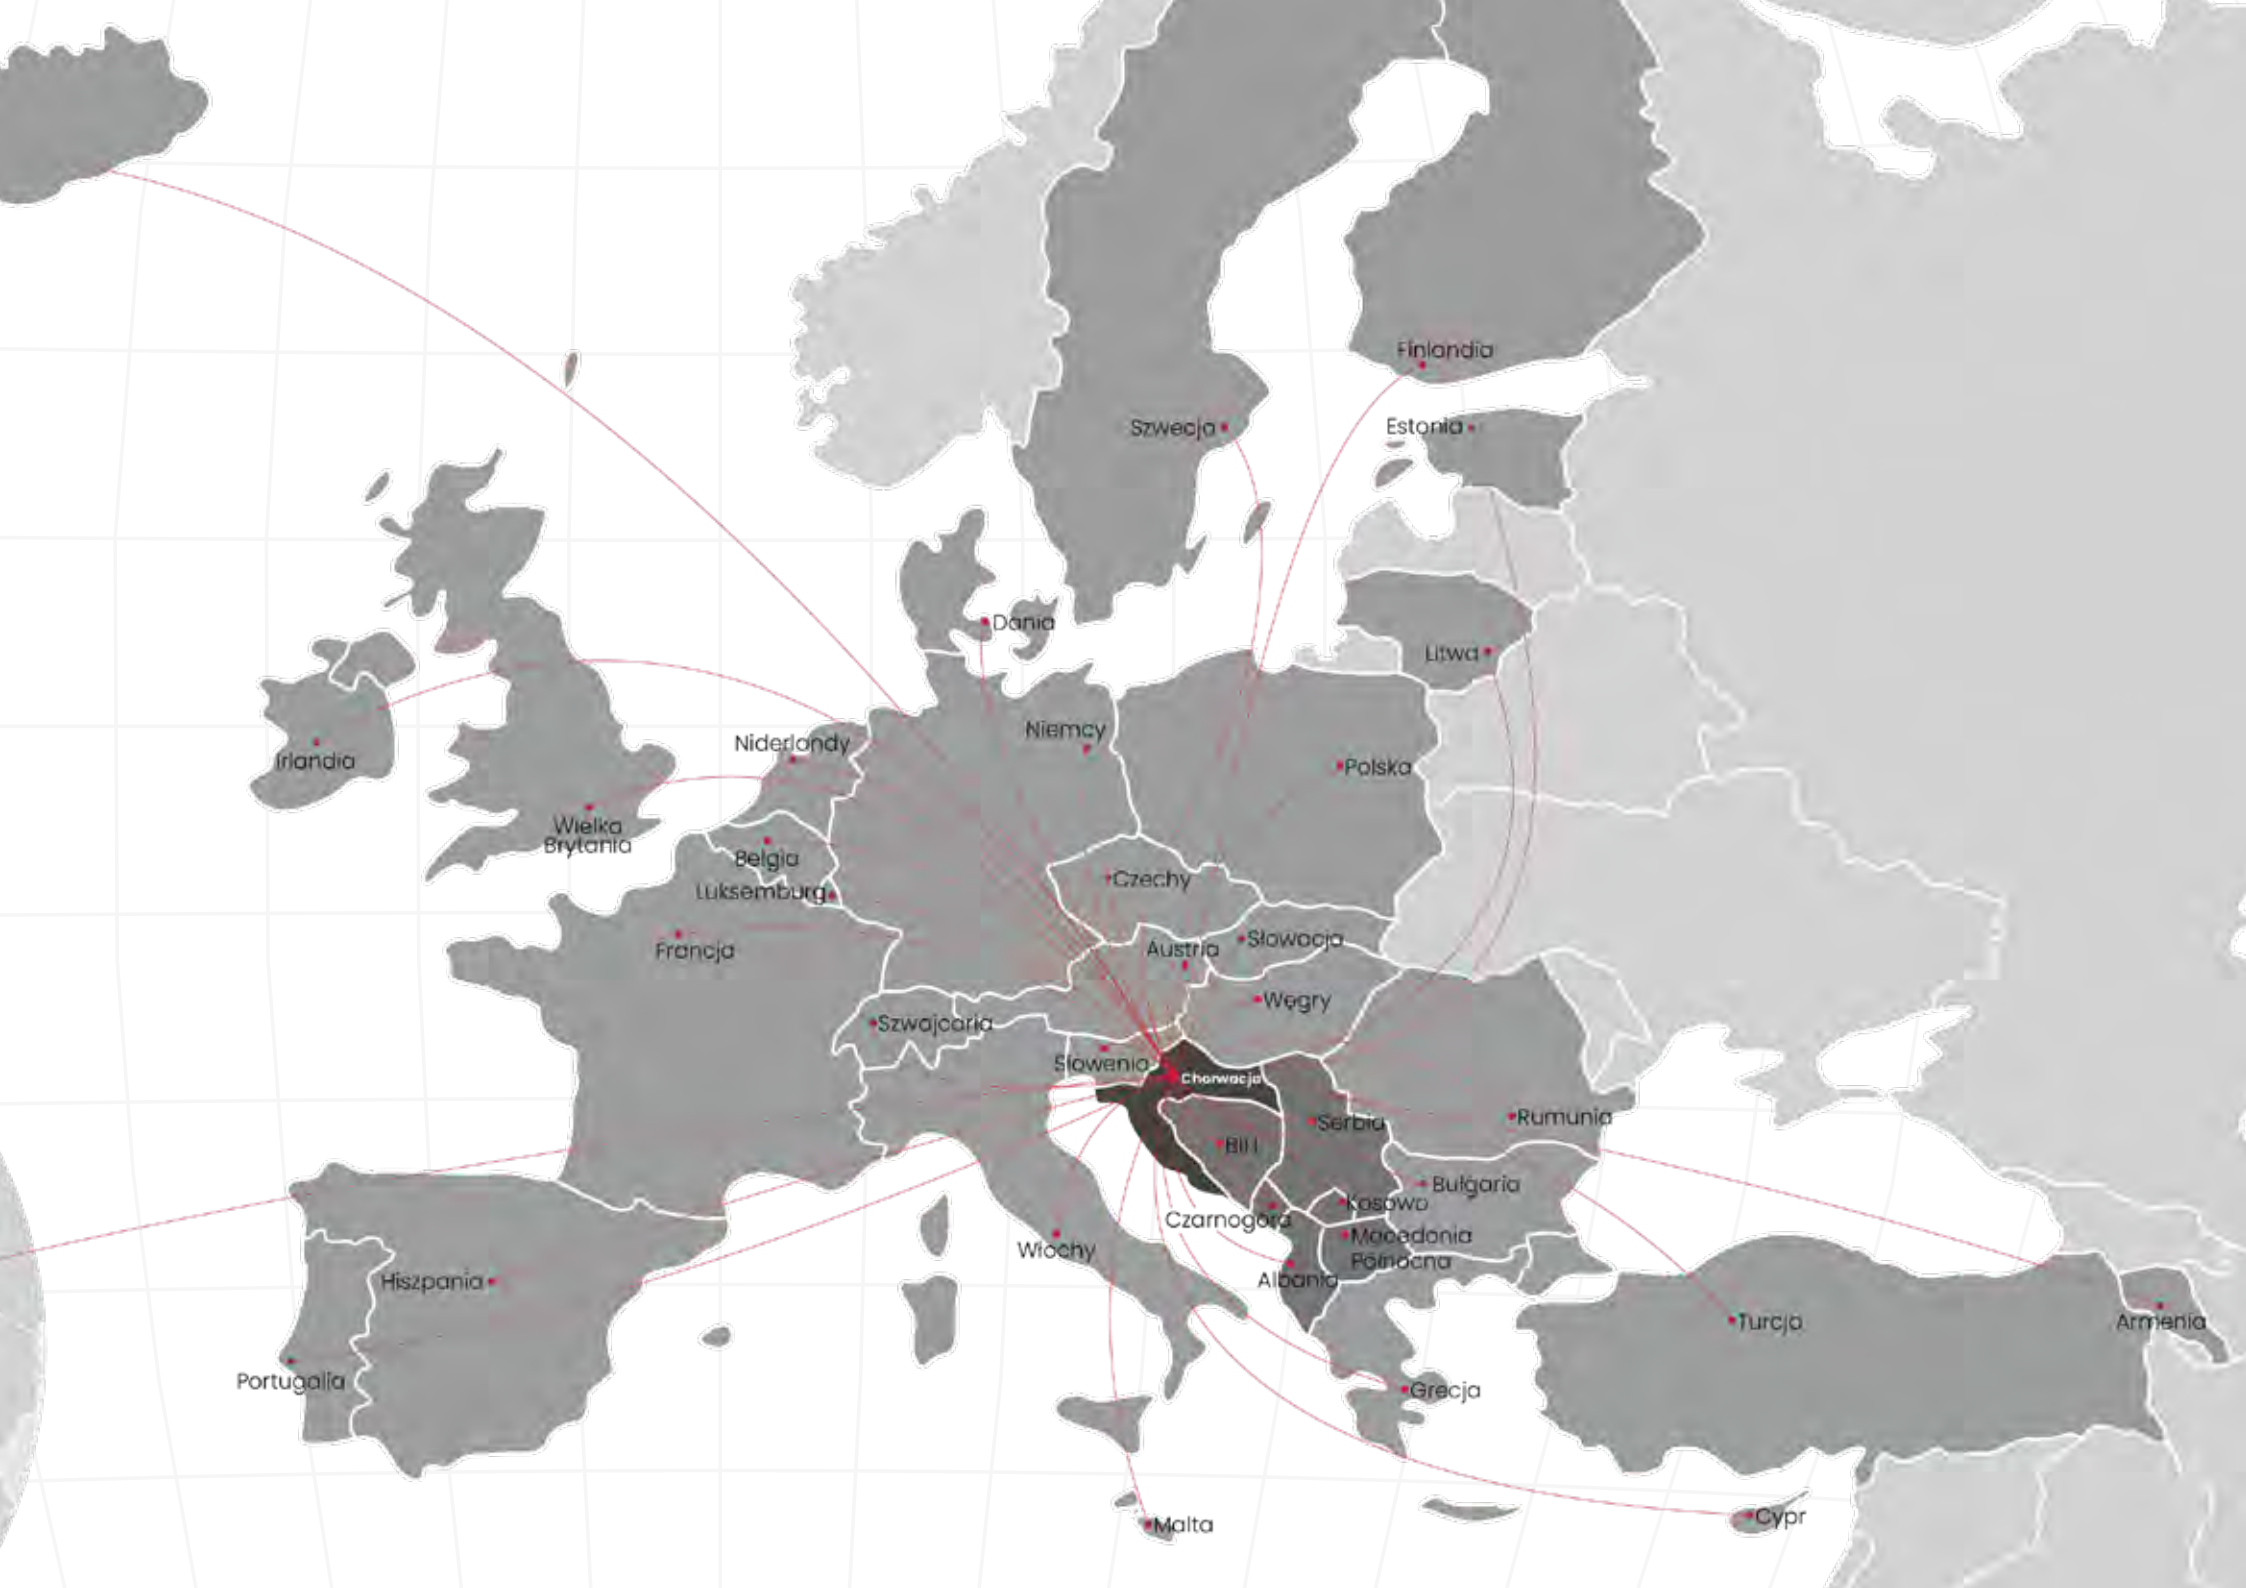 Finlandia
Szwecja
Estonia
Dania
Litwa
Niemcy
Niderlandy
Irlandia
Polska
Wielka
Brytania
Belgia
Czechy
Luksemburg
Francja
Austria
Słowacja
Węgry
Szwajcaria
Słowenia
Chorwacja
Rumunia
Serbia
BiH
Bułgaria
Kosowo
Czarnogóra
Macedonia
Północna
Włochy
Albania
Hiszpania
Turcja
Armenia
Portugalia
Grecja
Cypr
Malta